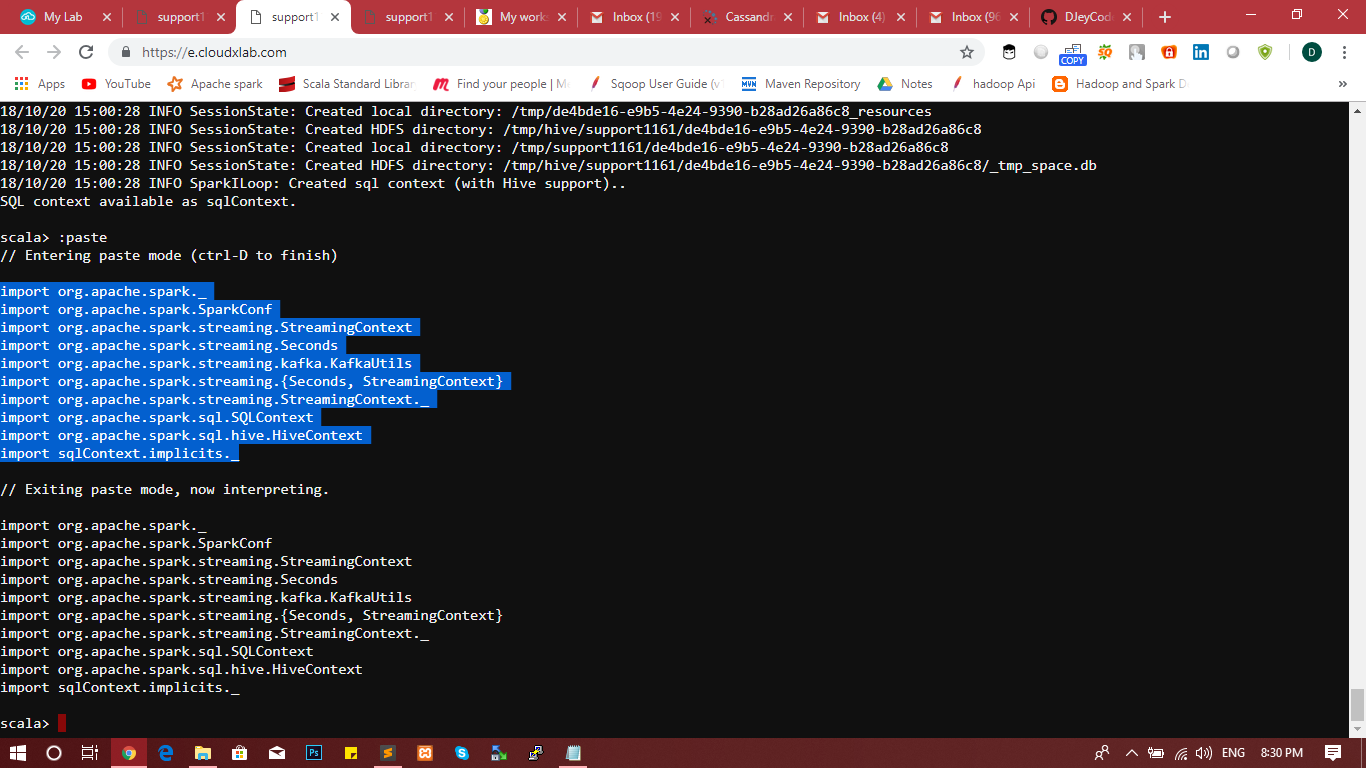 My Lab
support1
support1
support1
My works
Inbox (19
Cassandr
Inbox (4)
Inbox (96
DJeyCod
https://e.cloudxlab.com
COPY
D
Apps
YouTube
Apache spark
Scala Standard Librar
Find your people | M
Sqoop User Guide (v
MVN
Maven Repository
Notes
hadoop Api
Hadoop and Spark D
18/10/20 15:00:28 INFO SessionState: Created local directory: /tmp/de4bde16-e9b5-4e24-9390-b28ad26a86c8_resources
18/10/20 15:00:28 INFO SessionState: Created HDFS directory: /tmp/hive/support1161/de4bde16-e9b5-4e24-9390-b28ad26a86c8
18/10/20 15:00:28 INFO SessionState: Created local directory: /tmp/support1161/de4bde16-e9b5-4e24-9390-b28ad26a86c8
18/10/20 15:00:28 INFO SessionState: Created HDFS directory: /tmp/hive/support1161/de4bde16-e9b5-4e24-9390-b28ad26a86c8/_tmp_space.db
18/10/20 15:00:28 INFO SparkILoop: Created sql context (with Hive support)..
SQL context available as sqlContext.
scala> :paste
// Entering paste mode (ctrl-D to finish)
import org.apache.spark._
import org.apache.spark.SparkConf
import org.apache.spark.streaming.StreamingContext
import org.apache.spark.streaming.Seconds
import org.apache.spark.streaming.kafka.KafkaUtils
import org.apache.spark.streaming.{Seconds, StreamingContext}
import org.apache.spark.streaming.StreamingContext._
import org.apache.spark.sql.SQLContext
import org.apache.spark.sql.hive.HiveContext
import sqlContext.implicits._
// Exiting paste mode, now interpreting.
import org.apache.spark._
import org.apache.spark.SparkConf
import org.apache.spark.streaming.StreamingContext
import org.apache.spark.streaming.Seconds
import org.apache.spark.streaming.kafka.KafkaUtils
import org.apache.spark.streaming.{Seconds, StreamingContext}
import org.apache.spark.streaming.StreamingContext._
import org.apache.spark.sql.SQLContext
import org.apache.spark.sql.hive.HiveContext
import sqlContext.implicits._
scala>
Ps
ENG
8:30 PM